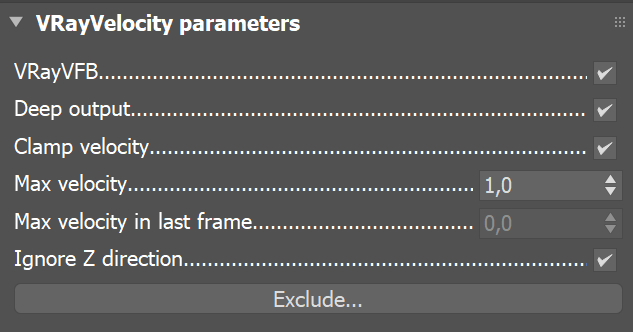 VRayVelocity parameters
VRayVFB
Deep output
Clamp velocity
Max velocity 1,0
Max velocity in last frame 0,0
Ignore Z direction
Exclude...